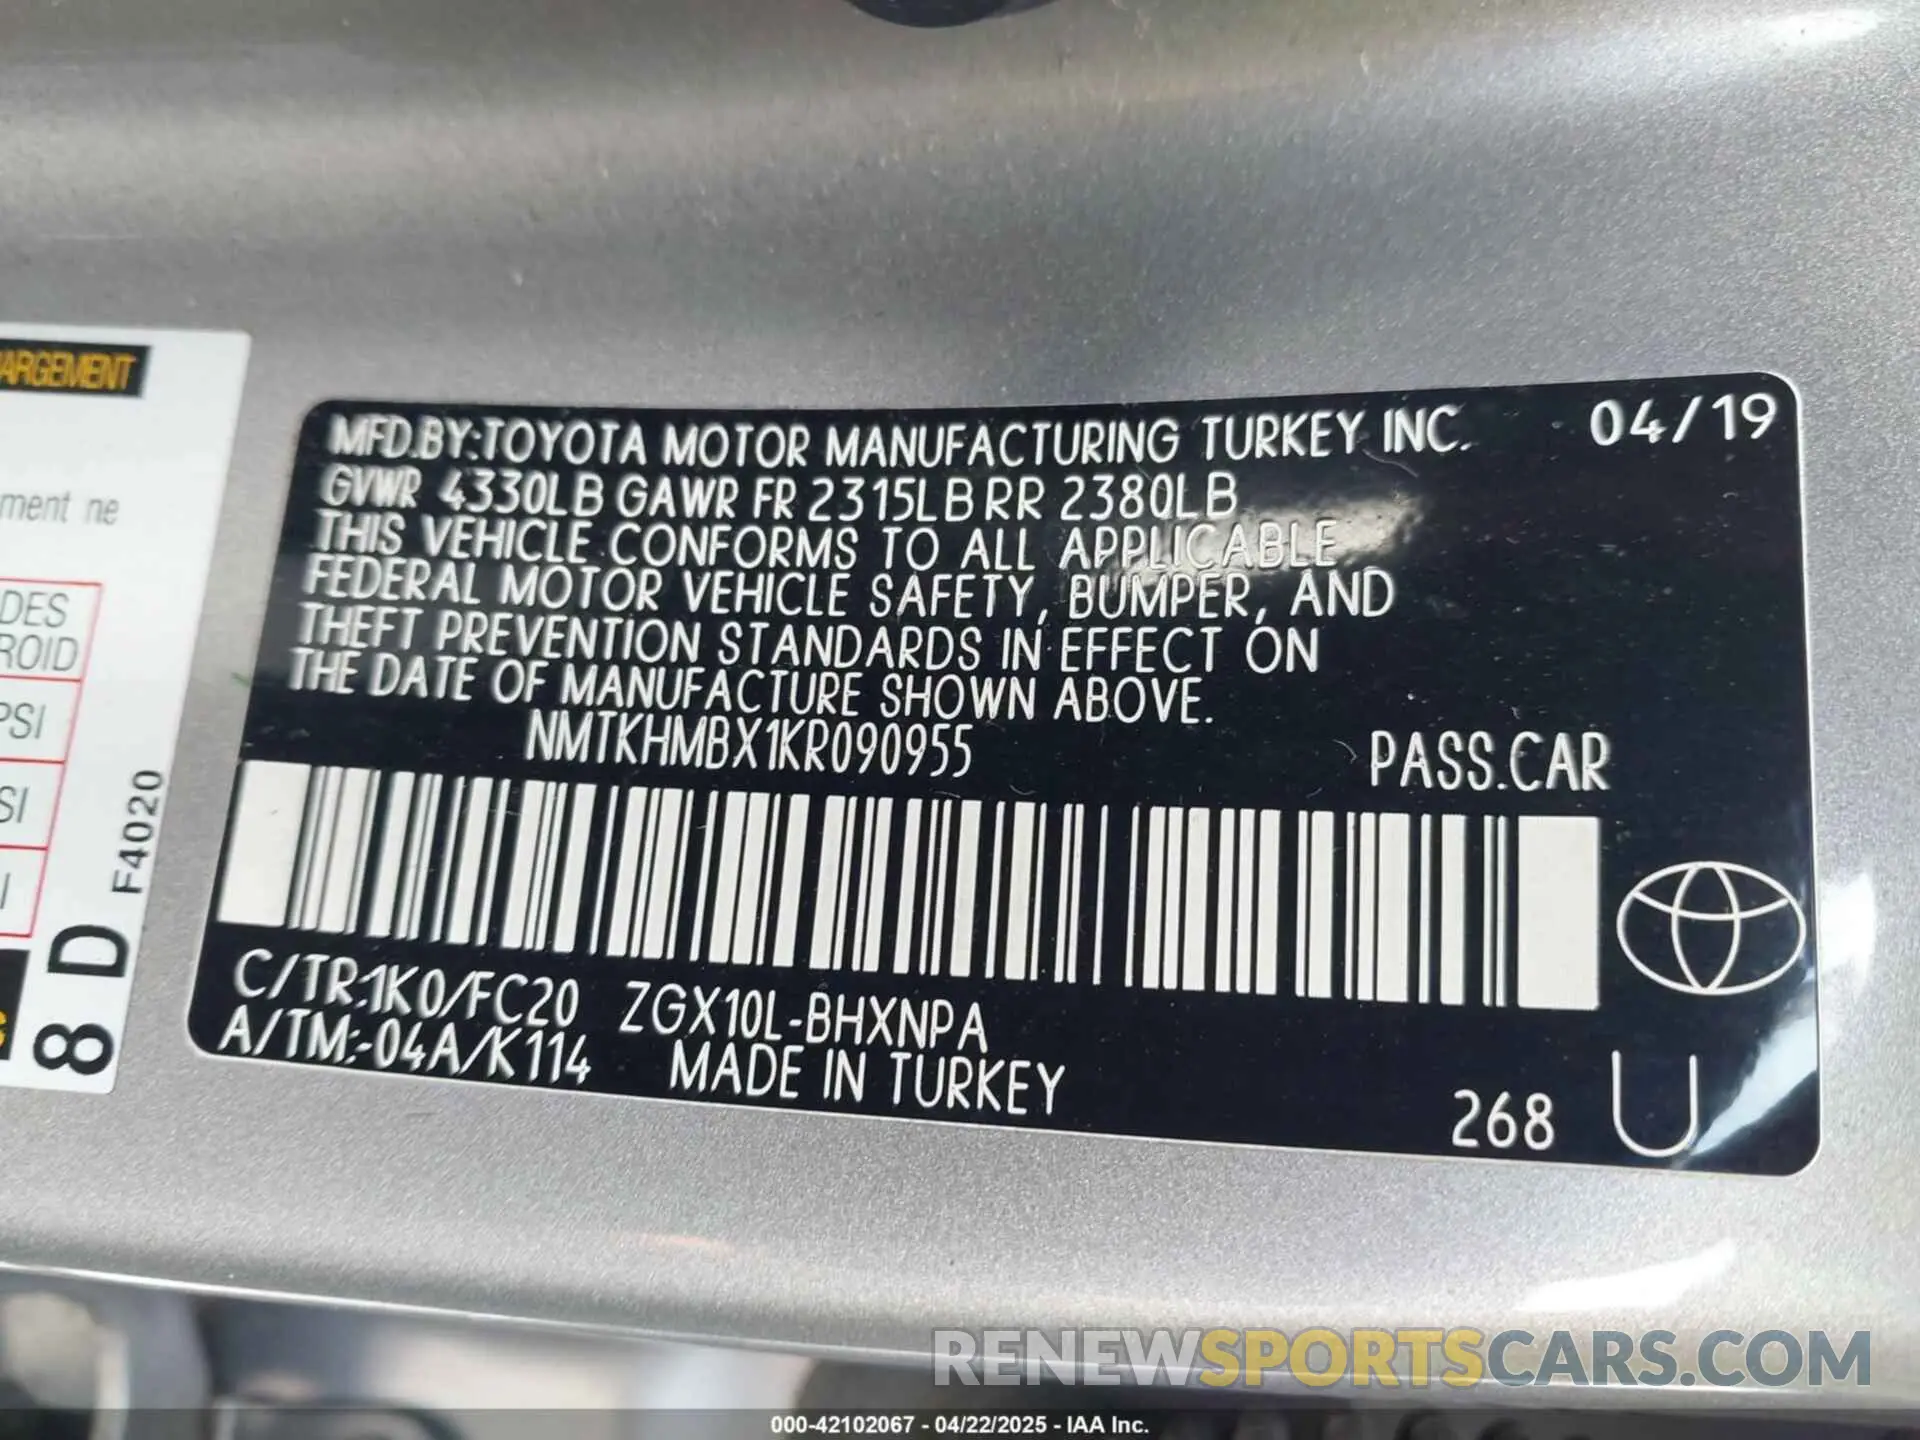 ARGEMENT
ment ne
DES
ROID
PSI
SI
I
8 D F4020
MFD.BY:TOYOTA MOTOR MANUFACTURING TURKEY INC. 04/19
GVWR 4330LB GAWR FR 2315LB RR 2380LB
THIS VEHICLE CONFORMS TO ALL APPLICABLE
FEDERAL MOTOR VEHICLE SAFETY, BUMPER, AND
THEFT PREVENTION STANDARDS IN EFFECT ON
THE DATE OF MANUFACTURE SHOWN ABOVE.
NMTKHMBX1KR090955 PASS.CAR
C/TR:1K0/FC20 ZGX10L-BHXNPA
A/TM:-04A/K114 MADE IN TURKEY
268 U
RENEWSPORTSCARS.COM
000-42102067 - 04/22/2025 - IAA Inc.